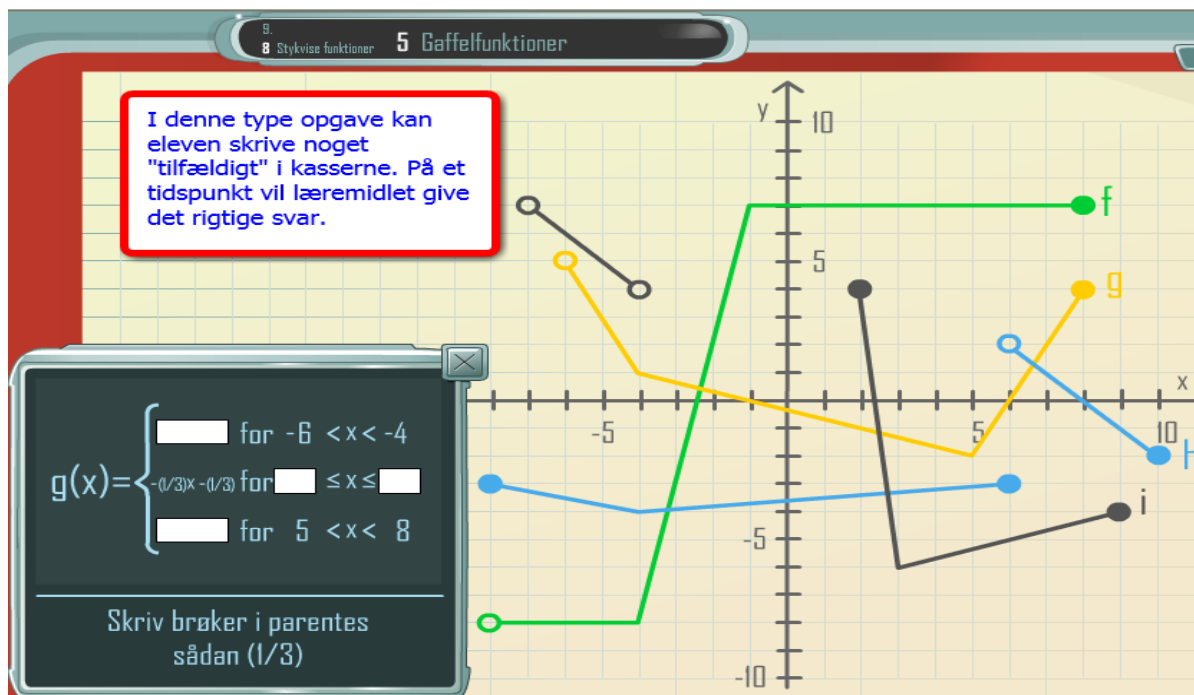 9.
8 Stykvise funktioner 5 Gaffelfunktioner
I denne type opgave kan
eleven skrive noget
"tilfældigt" i kasserne. På et
tidspunkt vil læremidlet give
det rigtige svar.
y
10
f
5
g
x
-5
5
10
h
i
-5
-10
for -6 < x < -4
g(x)= -(1/3)x -(1/3) for ≤ x ≤
for 5 < x < 8
Skriv brøker i parentes
sådan (1/3)